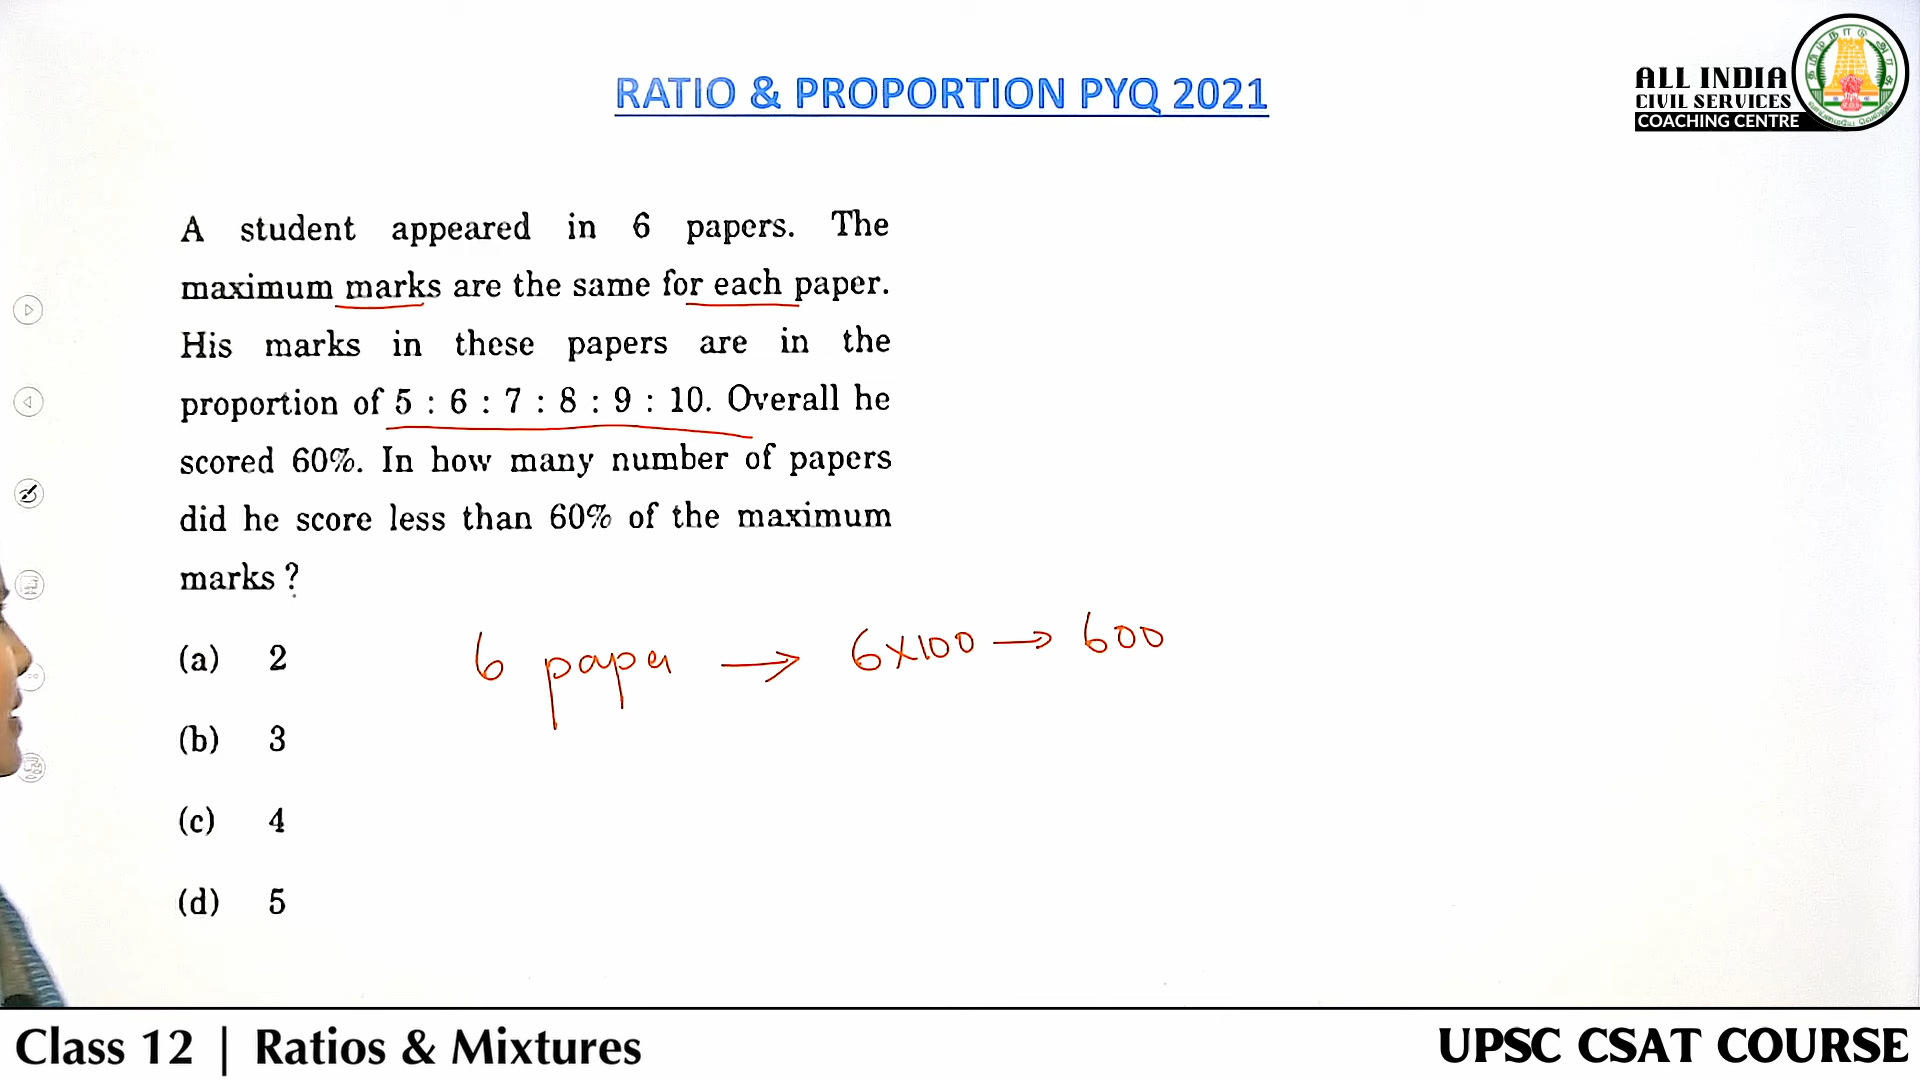 RATIO & PROPORTION PYQ 2021
ALL INDIA
CIVIL SERVICES
COACHING CENTRE
A student appeared in 6 papers. The
maximum marks are the same for each paper.
His marks in these papers are in the
proportion of 5 : 6 : 7 : 8 : 9 : 10. Overall he
scored 60%. In how many number of papers
did he score less than 60% of the maximum
marks ?
6 paper → 6×100 → 600
(a) 2
(b) 3
(c) 4
(d) 5
Class 12 | Ratios & Mixtures
UPSC CSAT COURSE